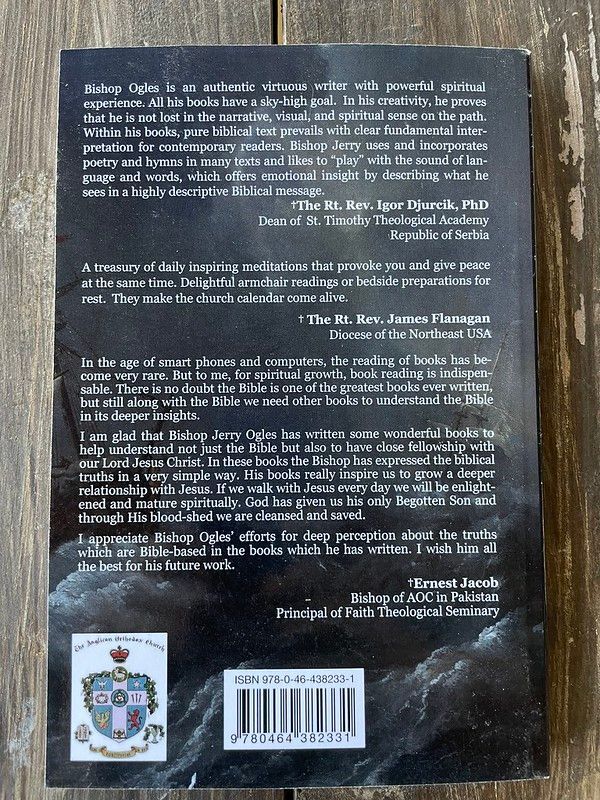 Bishop Ogles is an authentic virtuous writer with powerful spiritual
experience. All his books have a sky-high goal. In his creativity, he proves
that he is not lost in the narrative, visual, and spiritual sense on the path.
Within his books, pure biblical text prevails with clear fundamental inter-
pretation for contemporary readers. Bishop Jerry uses and incorporates
poetry and hymns in many texts and likes to “play” with the sound of lan-
guage and words, which offers emotional insight by describing what he
sees in a highly descriptive Biblical message.
†The Rt. Rev. Igor Djurcik, PhD
Dean of St. Timothy Theological Academy
Republic of Serbia
A treasury of daily inspiring meditations that provoke you and give peace
at the same time. Delightful armchair readings or bedside preparations for
rest. They make the church calendar come alive.
† The Rt. Rev. James Flanagan
Diocese of the Northeast USA
In the age of smart phones and computers, the reading of books has be-
come very rare. But to me, for spiritual growth, book reading is indispen-
sable. There is no doubt the Bible is one of the greatest books ever written,
but still along with the Bible we need other books to understand the Bible
in its deeper insights.
I am glad that Bishop Jerry Ogles has written some wonderful books to
help understand not just the Bible but also to have close fellowship with
our Lord Jesus Christ. In these books the Bishop has expressed the biblical
truths in a very simple way. His books really inspire us to grow a deeper
relationship with Jesus. If we walk with Jesus every day we will be enlight-
ened and mature spiritually. God has given us his only Begotten Son and
through His blood-shed we are cleansed and saved.
I appreciate Bishop Ogles’ efforts for deep perception about the truths
which are Bible-based in the books which he has written. I wish him all
the best for his future work.
†Ernest Jacob
Bishop of AOC in Pakistan
Principal of Faith Theological Seminary
The Anglican Orthodox Church
ISBN 978-0-46-438233-1
9 780464 382331